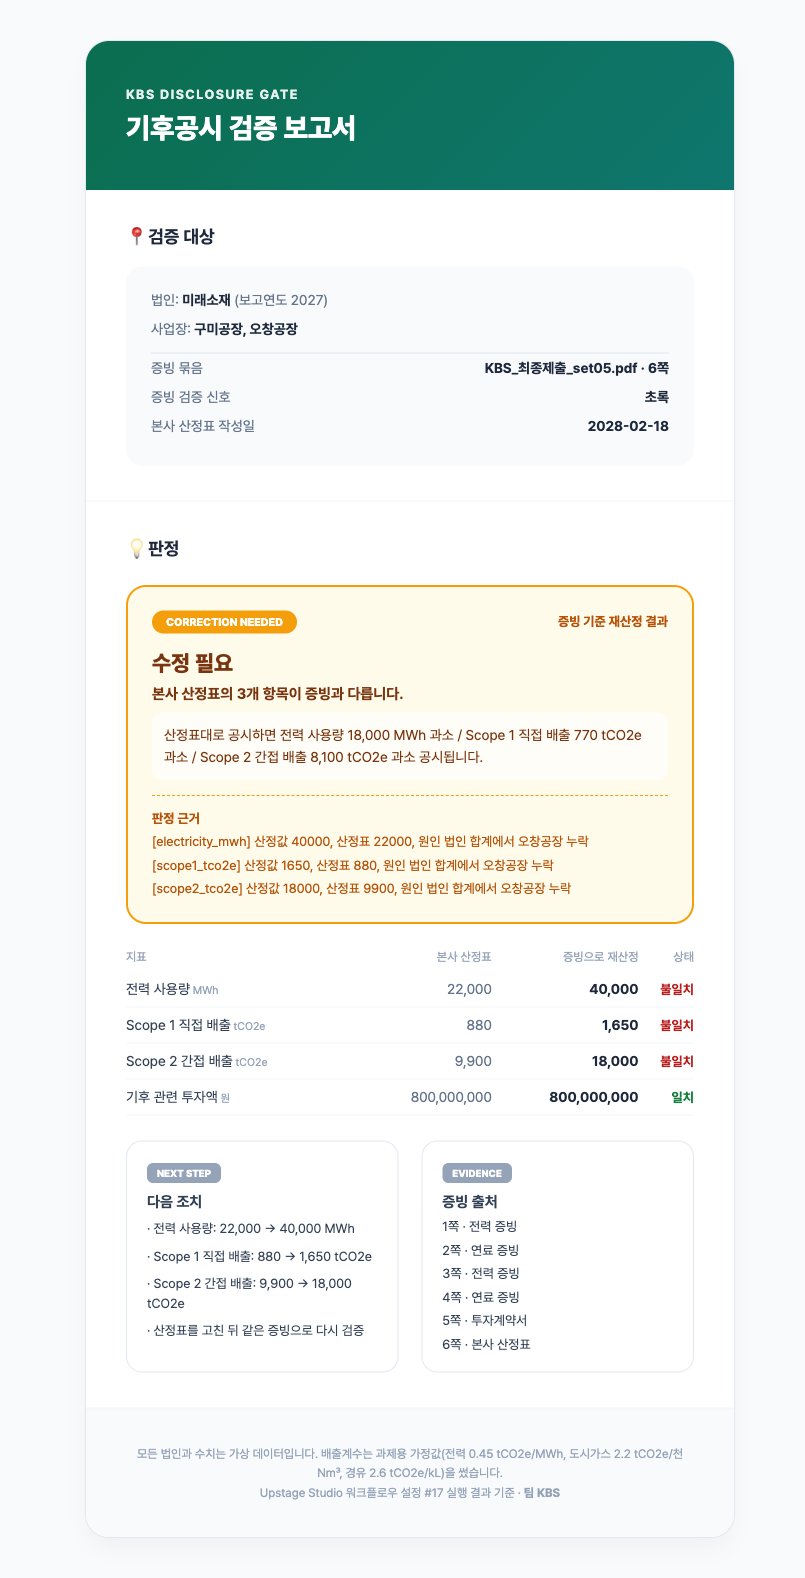 KBS DISCLOSURE GATE
기후공시 검증 보고서
📍검증 대상
법인: 미래소재 (보고연도 2027)
사업장: 구미공장, 오창공장
증빙 묶음 KBS_최종제출_set05.pdf · 6쪽
증빙 검증 신호 초록
본사 산정표 작성일 2028-02-18
💡판정
CORRECTION NEEDED 증빙 기준 재산정 결과
수정 필요
본사 산정표의 3개 항목이 증빙과 다릅니다.
산정표대로 공시하면 전력 사용량 18,000 MWh 과소 / Scope 1 직접 배출 770 tCO2e
과소 / Scope 2 간접 배출 8,100 tCO2e 과소 공시됩니다.
판정 근거
[electricity_mwh] 산정값 40000, 산정표 22000, 원인 법인 합계에서 오창공장 누락
[scope1_tco2e] 산정값 1650, 산정표 880, 원인 법인 합계에서 오창공장 누락
[scope2_tco2e] 산정값 18000, 산정표 9900, 원인 법인 합계에서 오창공장 누락
지표 본사 산정표 증빙으로 재산정 상태
전력 사용량 MWh 22,000 40,000 불일치
Scope 1 직접 배출 tCO2e 880 1,650 불일치
Scope 2 간접 배출 tCO2e 9,900 18,000 불일치
기후 관련 투자액 원 800,000,000 800,000,000 일치
NEXT STEP
다음 조치
· 전력 사용량: 22,000 → 40,000 MWh
· Scope 1 직접 배출: 880 → 1,650 tCO2e
· Scope 2 간접 배출: 9,900 → 18,000
tCO2e
· 산정표를 고친 뒤 같은 증빙으로 다시 검증
EVIDENCE
증빙 출처
1쪽 · 전력 증빙
2쪽 · 연료 증빙
3쪽 · 전력 증빙
4쪽 · 연료 증빙
5쪽 · 투자계약서
6쪽 · 본사 산정표
모든 법인과 수치는 가상 데이터입니다. 배출계수는 과제용 가정값(전력 0.45 tCO2e/MWh, 도시가스 2.2 tCO2e/천
Nm³, 경유 2.6 tCO2e/kL)을 썼습니다.
Upstage Studio 워크플로우 설정 #17 실행 결과 기준 · 팀 KBS